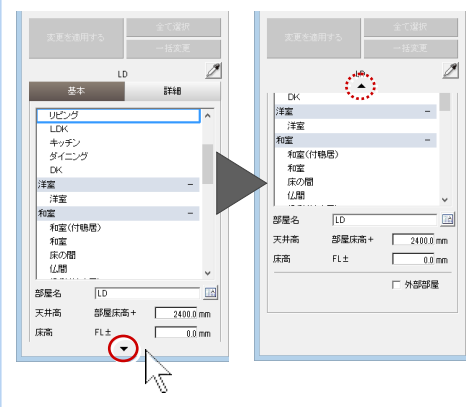 変更を適用する
全て選択
一括変更
LD
基本
詳細
リビング
LDK
キッチン
ダイニング
DK
洋室 −
洋室
和室 −
和室(付鴨居)
和室
床の間
仏間
部屋名 LD
天井高 部屋床高+ 2400.0 mm
床高 FL± 0.0 mm
変更を適用する
全て選択
一括変更
LD
DK
洋室 −
洋室
和室 −
和室(付鴨居)
和室
床の間
仏間
部屋名 LD
天井高 部屋床高+ 2400.0 mm
床高 FL± 0.0 mm
外部部屋